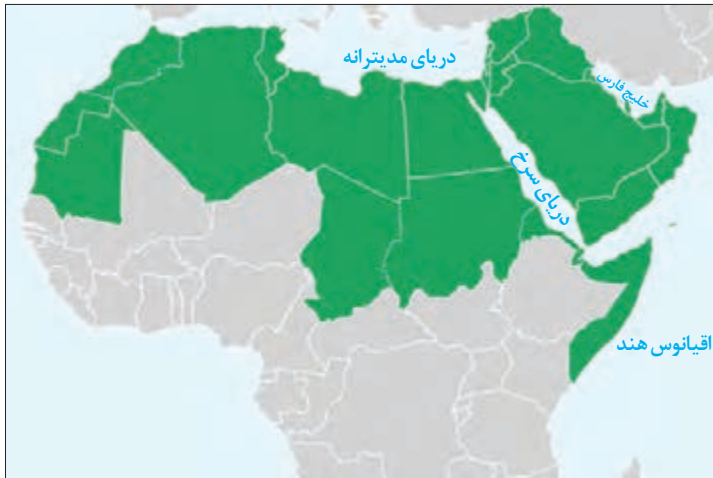 دریای مدیترانه
خلیج فارس
دریای سرخ
اقیانوس هند